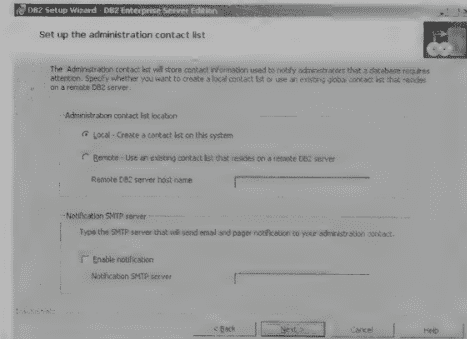 DB2 Setup Wizard DB2 Enterprise Server Edition
Set up the administration contact list
The Administration contact list will store contact information used to notify administrators that a database requires
attention. Specify whether you want to create a local contact list or use an existing global contact list that resides
on a remote DB2 server.
Administration contact list location
Local - Create a contact list on this system
Remote - Use an existing contact list that resides on a remote DB2 server
Remote DB2 server host name
Notification SMTP server
Type the SMTP server that will send email and pager notification to your administration contact.
Enable notification
Notification SMTP server
< Back
Next >
Cancel
Help